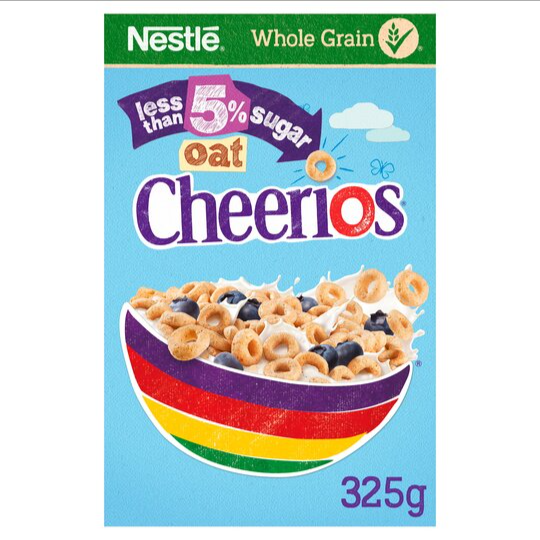 Nestlé® Whole Grain ®
less than 5% sugar
oat
Cheerios®
®
325g